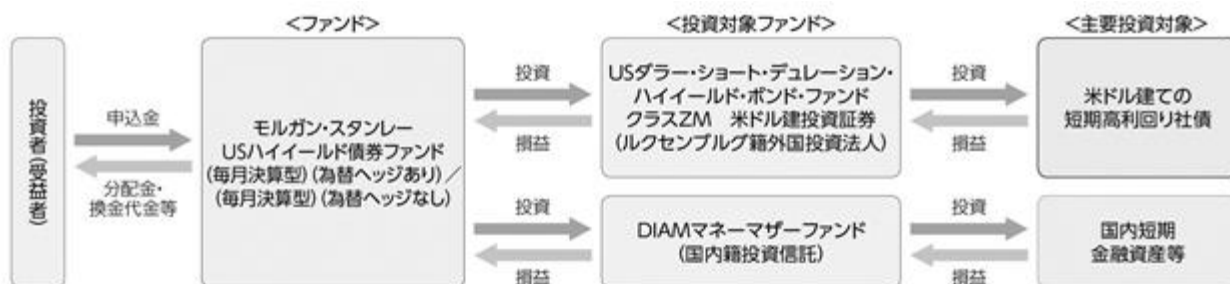 <ファンド>
<投資対象ファンド>
<主要投資対象>
投資者(受益者)
申込金
分配金・
換金代金等
モルガン・スタンレー
USハイイールド債券ファンド
(毎月決算型)(為替ヘッジあり)/
(毎月決算型)(為替ヘッジなし)
投資
損益
USダラー・ショート・デュレーション・
ハイイールド・ボンド・ファンド
クラスZM 米ドル建投資証券
(ルクセンブルグ籍外国投資法人)
投資
損益
米ドル建ての
短期高利回り社債
投資
損益
DIAMマネーマザーファンド
(国内籍投資信託)
投資
損益
国内短期
金融資産等